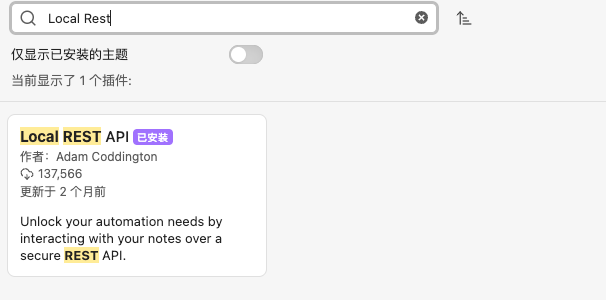 Local Rest
仅显示已安装的主题
当前显示了 1 个插件:
Local REST API 已安装
作者：Adam Coddington
137,566
更新于 2 个月前
Unlock your automation needs by
interacting with your notes over a
secure REST API.